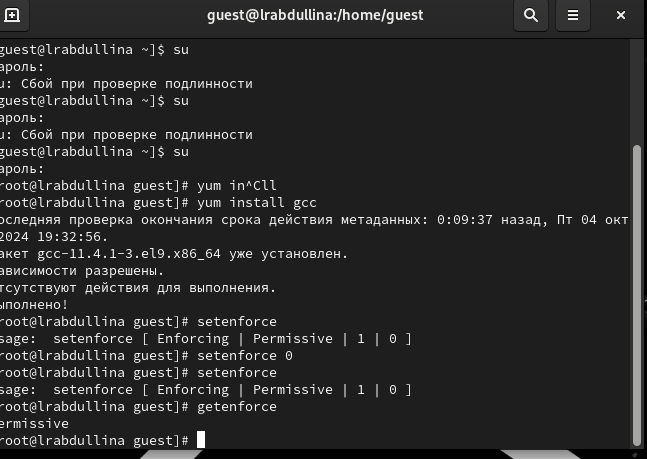 guest@lrabdullina:/home/guest
guest@lrabdullina ~]$ su
ароль:
u: Сбой при проверке подлинности
guest@lrabdullina ~]$ su
ароль:
u: Сбой при проверке подлинности
guest@lrabdullina ~]$ su
ароль:
root@lrabdullina guest]# yum in^Cll
root@lrabdullina guest]# yum install gcc
оследняя проверка окончания срока действия метаданных: 0:09:37 назад, Пт 04 окт
2024 19:32:56.
акет gcc-11.4.1-3.el9.x86_64 уже установлен.
ависимости разрешены.
тсутствуют действия для выполнения.
ыполнено!
root@lrabdullina guest]# setenforce
sage:  setenforce [ Enforcing | Permissive | 1 | 0 ]
root@lrabdullina guest]# setenforce 0
root@lrabdullina guest]# setenforce
sage:  setenforce [ Enforcing | Permissive | 1 | 0 ]
root@lrabdullina guest]# getenforce
ermissive
root@lrabdullina guest]#